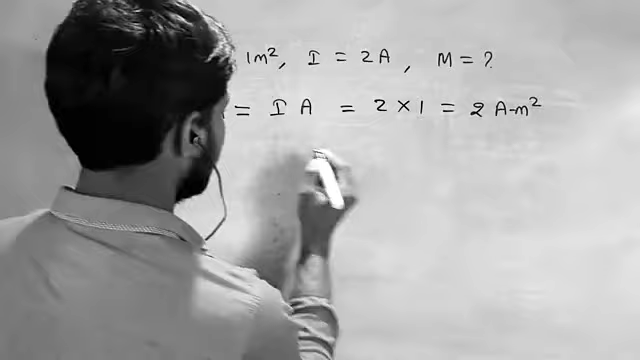 1m², I = 2A, M = ?
= I A = 2 × 1 = 2 A-m²